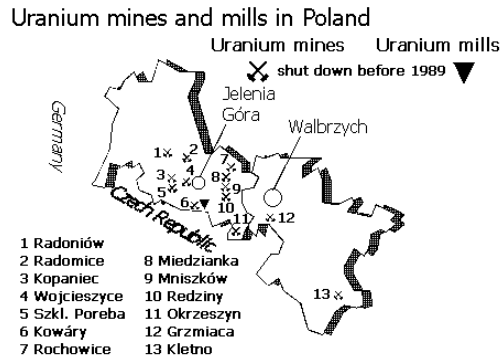 Uranium mines and mills in Poland
Uranium mines Uranium mills
shut down before 1989
Jelenia
Góra
Walbrzych
Germany
Czech Republic
1
2
3
4
5
6
7
8
9
10
11
12
13
1 Radoniów
2 Radomice
3 Kopaniec
4 Wojcieszyce
5 Szkl. Poreba
6 Kowáry
7 Rochowice
8 Miedzianka
9 Mniszków
10 Redziny
11 Okrzeszyn
12 Grzmiaca
13 Kletno